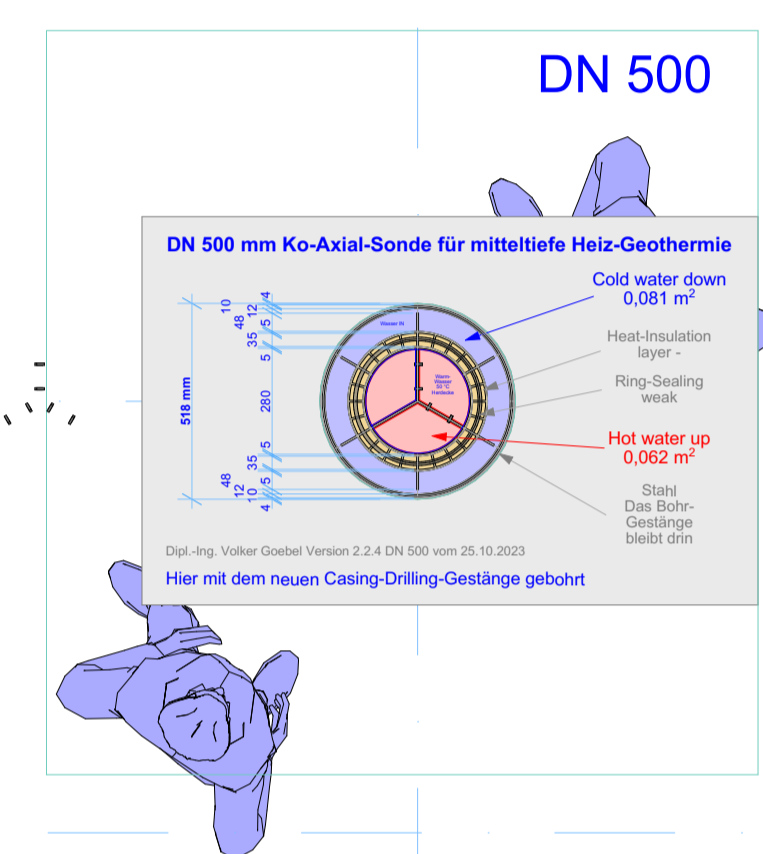 DN 500
DN 500 mm Ko-Axial-Sonde für mitteltiefe Heiz-Geothermie
Cold water down
0,081 m²
Heat-Insulation
layer -
Ring-Sealing
weak
Hot water up
0,062 m²
Stahl
Das Bohr-
Gestänge
bleibt drin
518 mm
4
10
12
48
5
35
5
280
5
35
5
48
12
10
4
Wasser IN
Warm-
Wasser
50 °C
Dipl.-Ing. Volker Goebel Version 2.2.4 DN 500 vom 25.10.2023
Hier mit dem neuen Casing-Drilling-Gestänge gebohrt